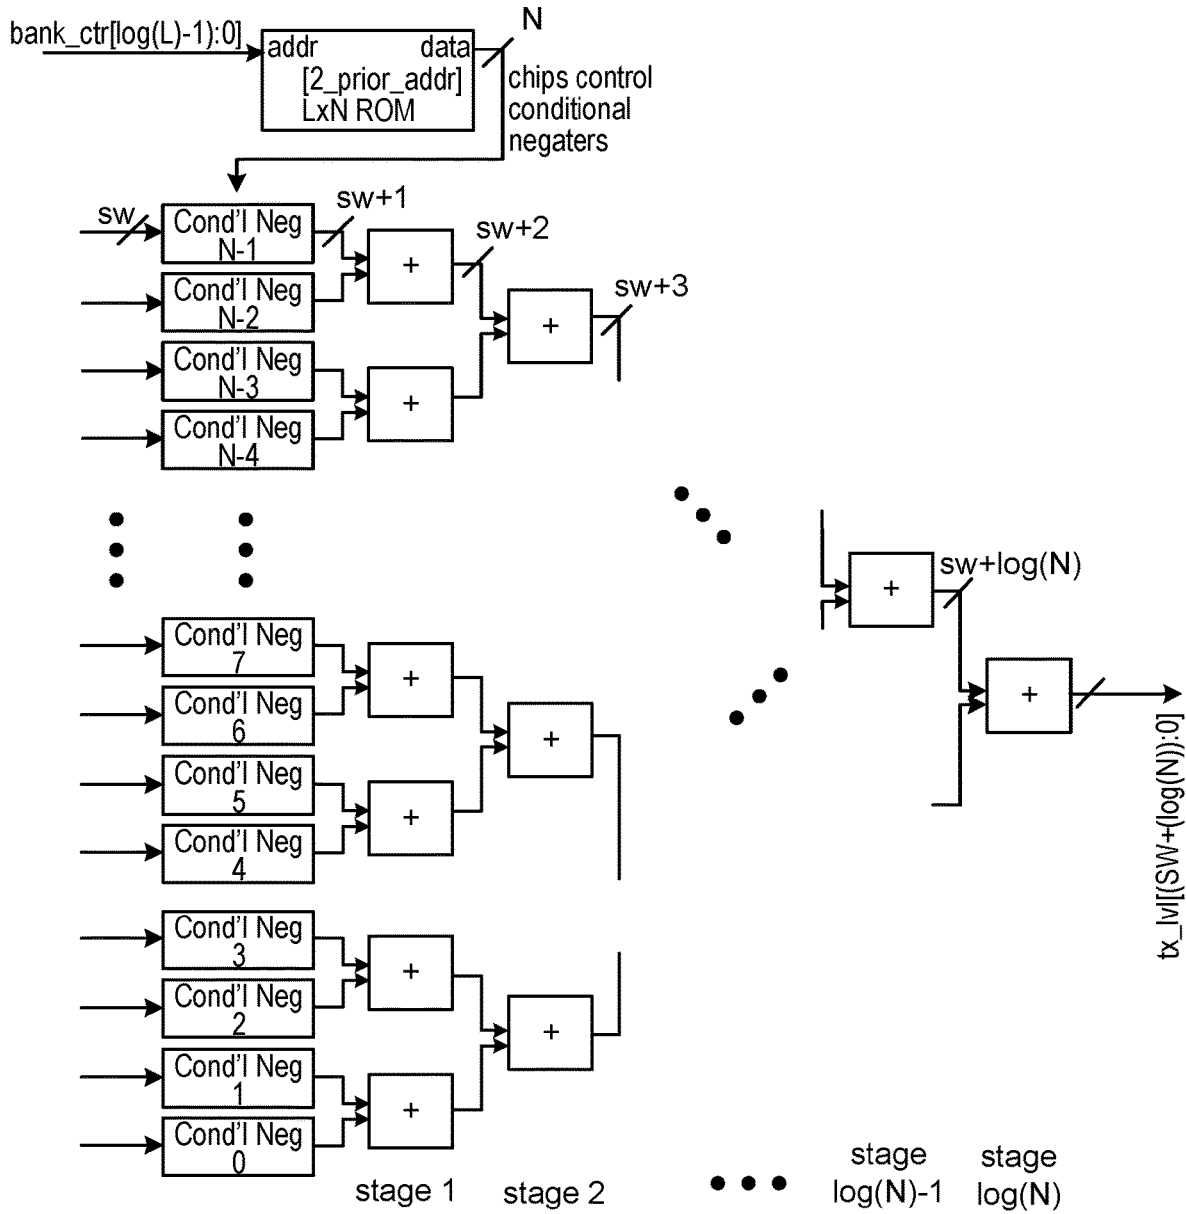 bank_ctr[log(L)-1):0]
addr
data
[2_prior_addr]
LxN ROM
N
chips control
conditional
negaters
sw
Cond'l Neg
N-1
sw+1
+
sw+2
Cond'l Neg
N-2
+
sw+3
Cond'l Neg
N-3
+
Cond'l Neg
N-4
+
sw+log(N)
Cond'l Neg
7
+
Cond'l Neg
6
+
+
Cond'l Neg
5
+
Cond'l Neg
4
tx_lvl[(SW+(log(N)):0]
Cond'l Neg
3
+
Cond'l Neg
2
+
Cond'l Neg
1
+
Cond'l Neg
0
stage 1
stage 2
stage
log(N)-1
stage
log(N)